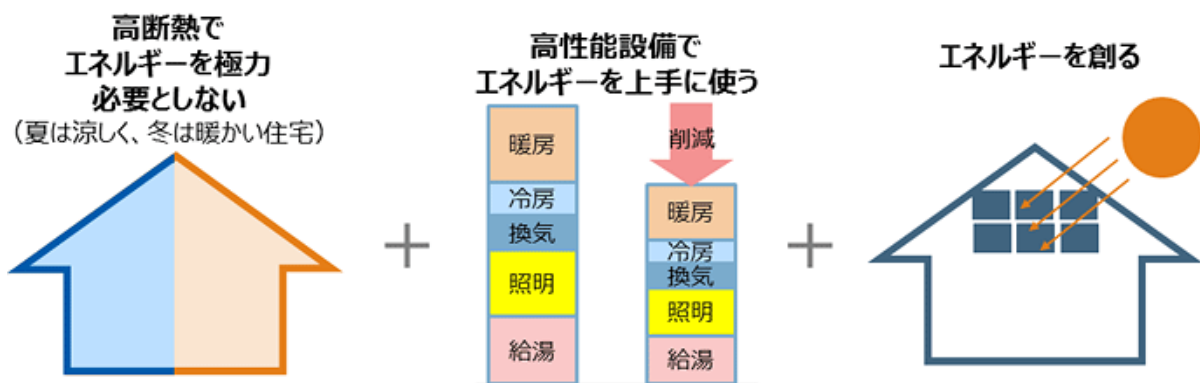 高断熱で
エネルギーを極力
必要としない
（夏は涼しく、冬は暖かい住宅）
高性能設備で
エネルギーを上手に使う
暖房
冷房
換気
照明
給湯
削減
暖房
冷房
換気
照明
給湯
エネルギーを創る